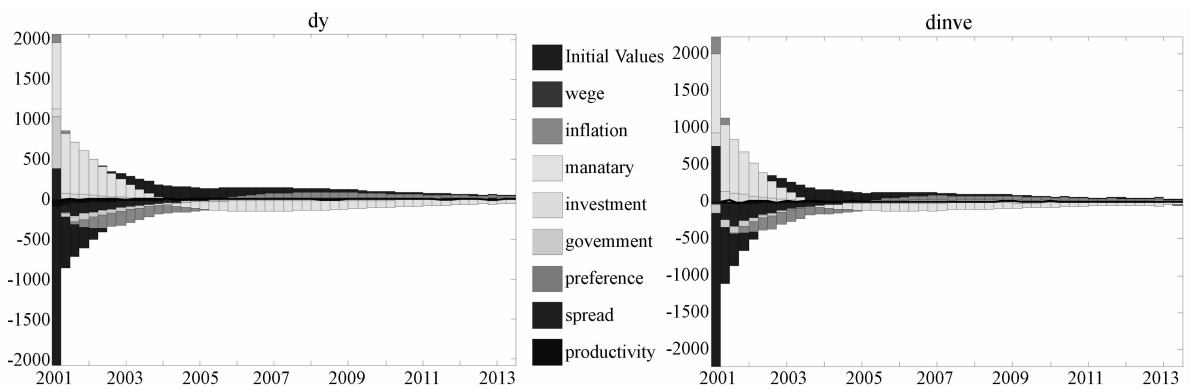 dy
2000
1500
1000
500
0
-500
-1000
-1500
-2000
2001 2003 2005 2007 2009 2011 2013
Initial Values
wege
inflation
manatary
investment
govemment
preference
spread
productivity
dinve
2000
1500
1000
500
0
-500
-1000
-1500
-2000
2001 2003 2005 2007 2009 2011 2013